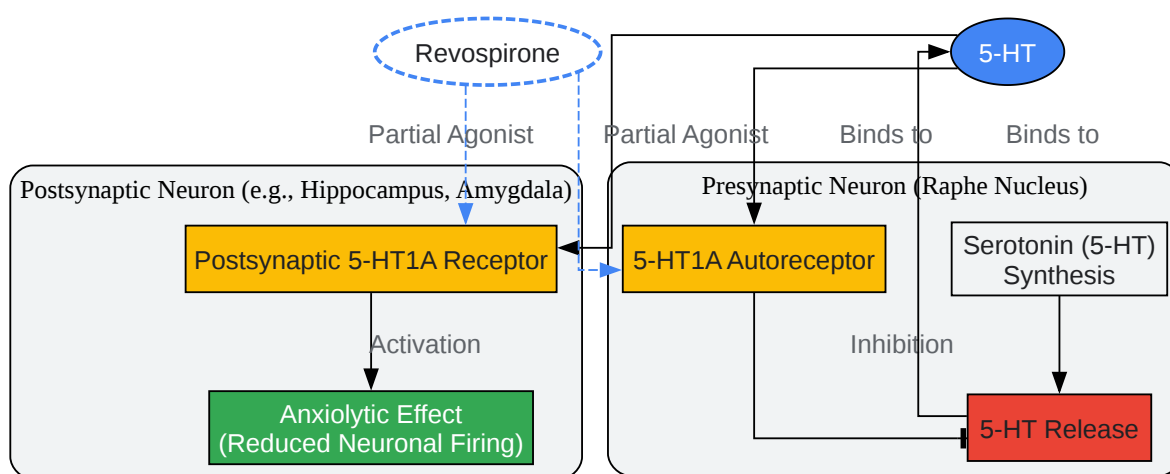 Revospirone
5-HT
Partial Agonist
Partial Agonist
Binds to
Binds to
Postsynaptic Neuron (e.g., Hippocampus, Amygdala)
Presynaptic Neuron (Raphe Nucleus)
Postsynaptic 5-HT1A Receptor
5-HT1A Autoreceptor
Serotonin (5-HT)
Synthesis
Activation
Inhibition
Anxiolytic Effect
(Reduced Neuronal Firing)
5-HT Release